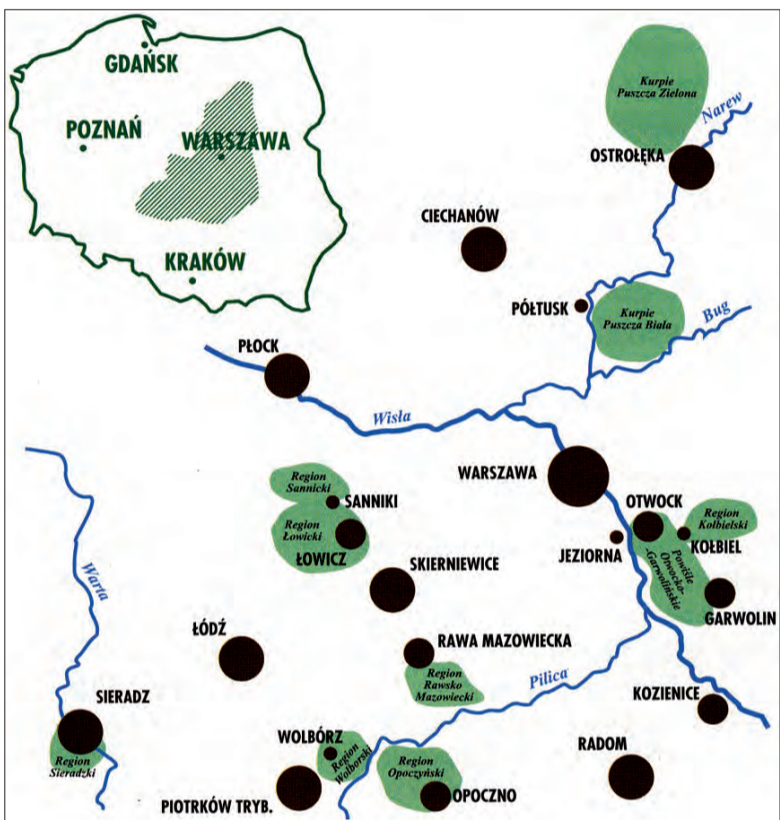 GDAŃSK
POZNAŃ
WARSZAWA
KRAKÓW
Kurpie
Puszcza Zielona
Narew
OSTROŁĘKA
CIECHANÓW
PÓŁTUSK
Kurpie
Puszcza Biała
Bug
PŁOCK
Wisła
WARSZAWA
Region
Sannicki
SANNIKI
Region
Łowicki
ŁOWICZ
OTWOCK
Region
Kołbielski
KOŁBIEL
JEZIORNA
Powiśle
Otwocko-
-Garwolińskie
GARWOLIN
SKIERNIEWICE
Warta
ŁÓDŹ
RAWA MAZOWIECKA
Region
Rawsko
Mazowiecki
Pilica
KOZIENICE
SIERADZ
Region
Sieradzki
WOLBÓRZ
Region
Wolborski
Region
Opoczyński
RADOM
PIOTRKÓW TRYB.
OPOCZNO